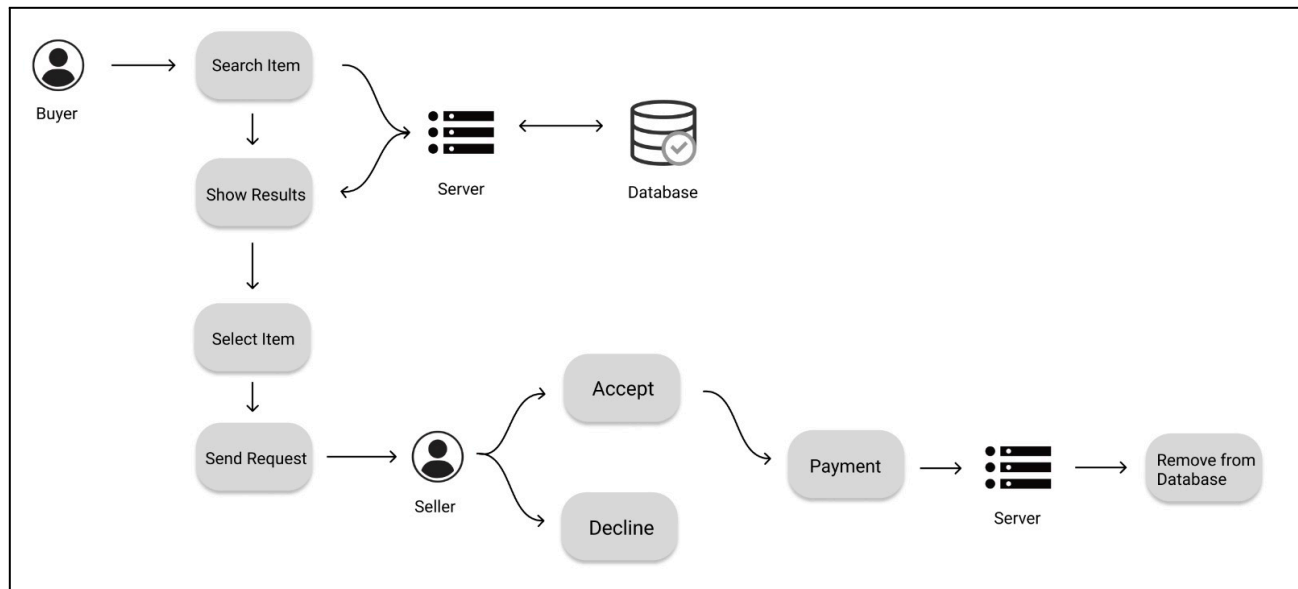 Search Item
Buyer
Show Results
Server
Database
Select Item
Accept
Send Request
Seller
Payment
Remove from
Database
Server
Decline